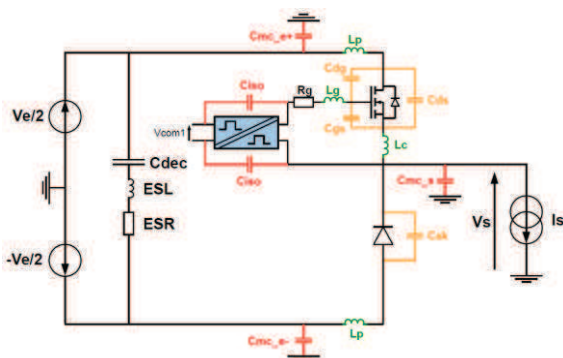 Cmc_e+
Lp
Cdg
Ciso
Rg
Lg
Cds
Ve/2
Vcom1
Cgs
Cdec
Lc
Ciso
Cmc_s
ESL
Vs
Is
ESR
-Ve/2
Csk
Lp
Cmc_e-